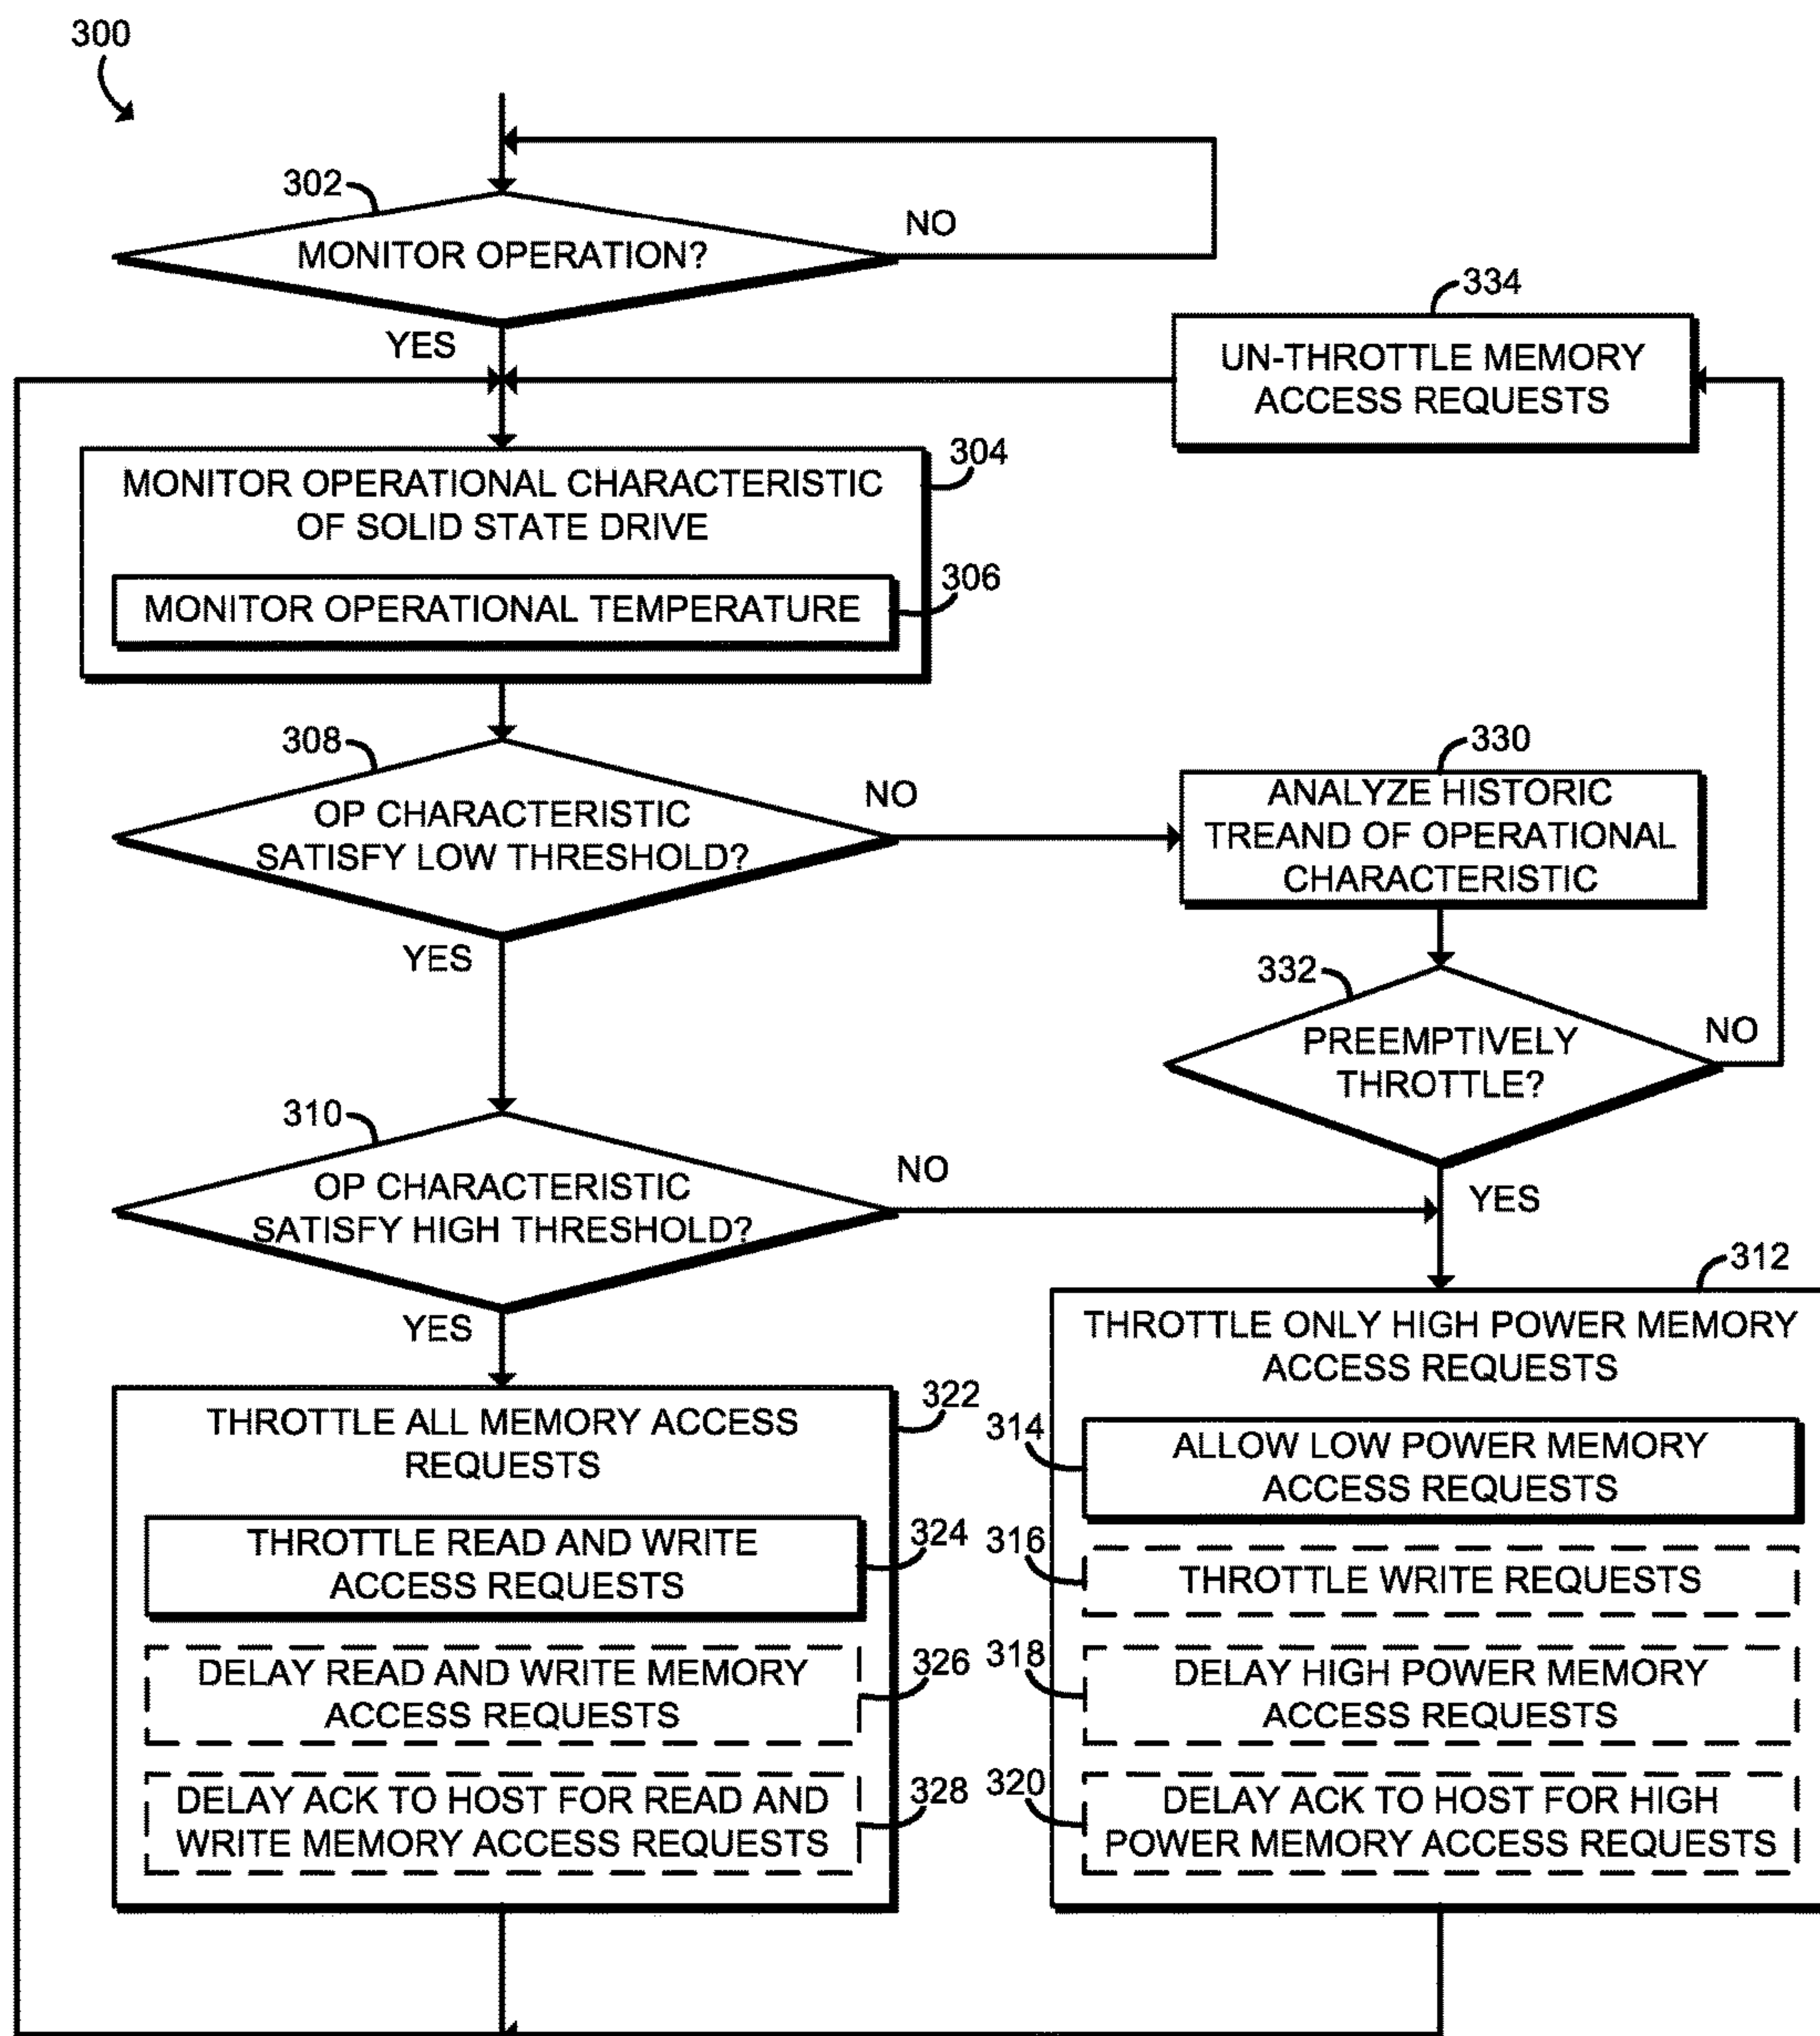 300
302
MONITOR OPERATION?
NO
YES
334
UN-THROTTLE MEMORY
ACCESS REQUESTS
304
MONITOR OPERATIONAL CHARACTERISTIC
OF SOLID STATE DRIVE
306
MONITOR OPERATIONAL TEMPERATURE
308
OP CHARACTERISTIC
SATISFY LOW THRESHOLD?
NO
YES
330
ANALYZE HISTORIC
TREAND OF OPERATIONAL
CHARACTERISTIC
332
PREEMPTIVELY
THROTTLE?
NO
YES
310
OP CHARACTERISTIC
SATISFY HIGH THRESHOLD?
NO
YES
312
THROTTLE ONLY HIGH POWER MEMORY
ACCESS REQUESTS
314
ALLOW LOW POWER MEMORY
ACCESS REQUESTS
316
THROTTLE WRITE REQUESTS
318
DELAY HIGH POWER MEMORY
ACCESS REQUESTS
320
DELAY ACK TO HOST FOR HIGH
POWER MEMORY ACCESS REQUESTS
322
THROTTLE ALL MEMORY ACCESS
REQUESTS
324
THROTTLE READ AND WRITE
ACCESS REQUESTS
326
DELAY READ AND WRITE MEMORY
ACCESS REQUESTS
328
DELAY ACK TO HOST FOR READ AND
WRITE MEMORY ACCESS REQUESTS